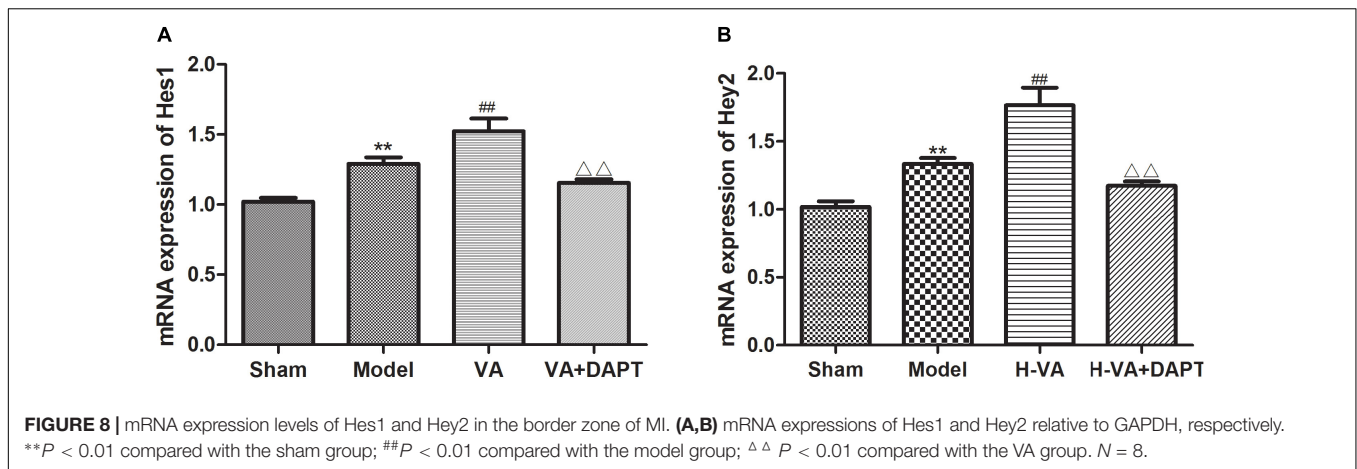 A
mRNA expression of Hes1
2.0
1.5
1.0
0.5
0.0
**
##
△△
Sham Model VA VA+DAPT
B
mRNA expression of Hey2
2.0
1.5
1.0
0.5
0.0
**
##
△△
Sham Model H-VA H-VA+DAPT
FIGURE 8 | mRNA expression levels of Hes1 and Hey2 in the border zone of MI. (A,B) mRNA expressions of Hes1 and Hey2 relative to GAPDH, respectively.
**P < 0.01 compared with the sham group; ##P < 0.01 compared with the model group; △ △ P < 0.01 compared with the VA group. N = 8.